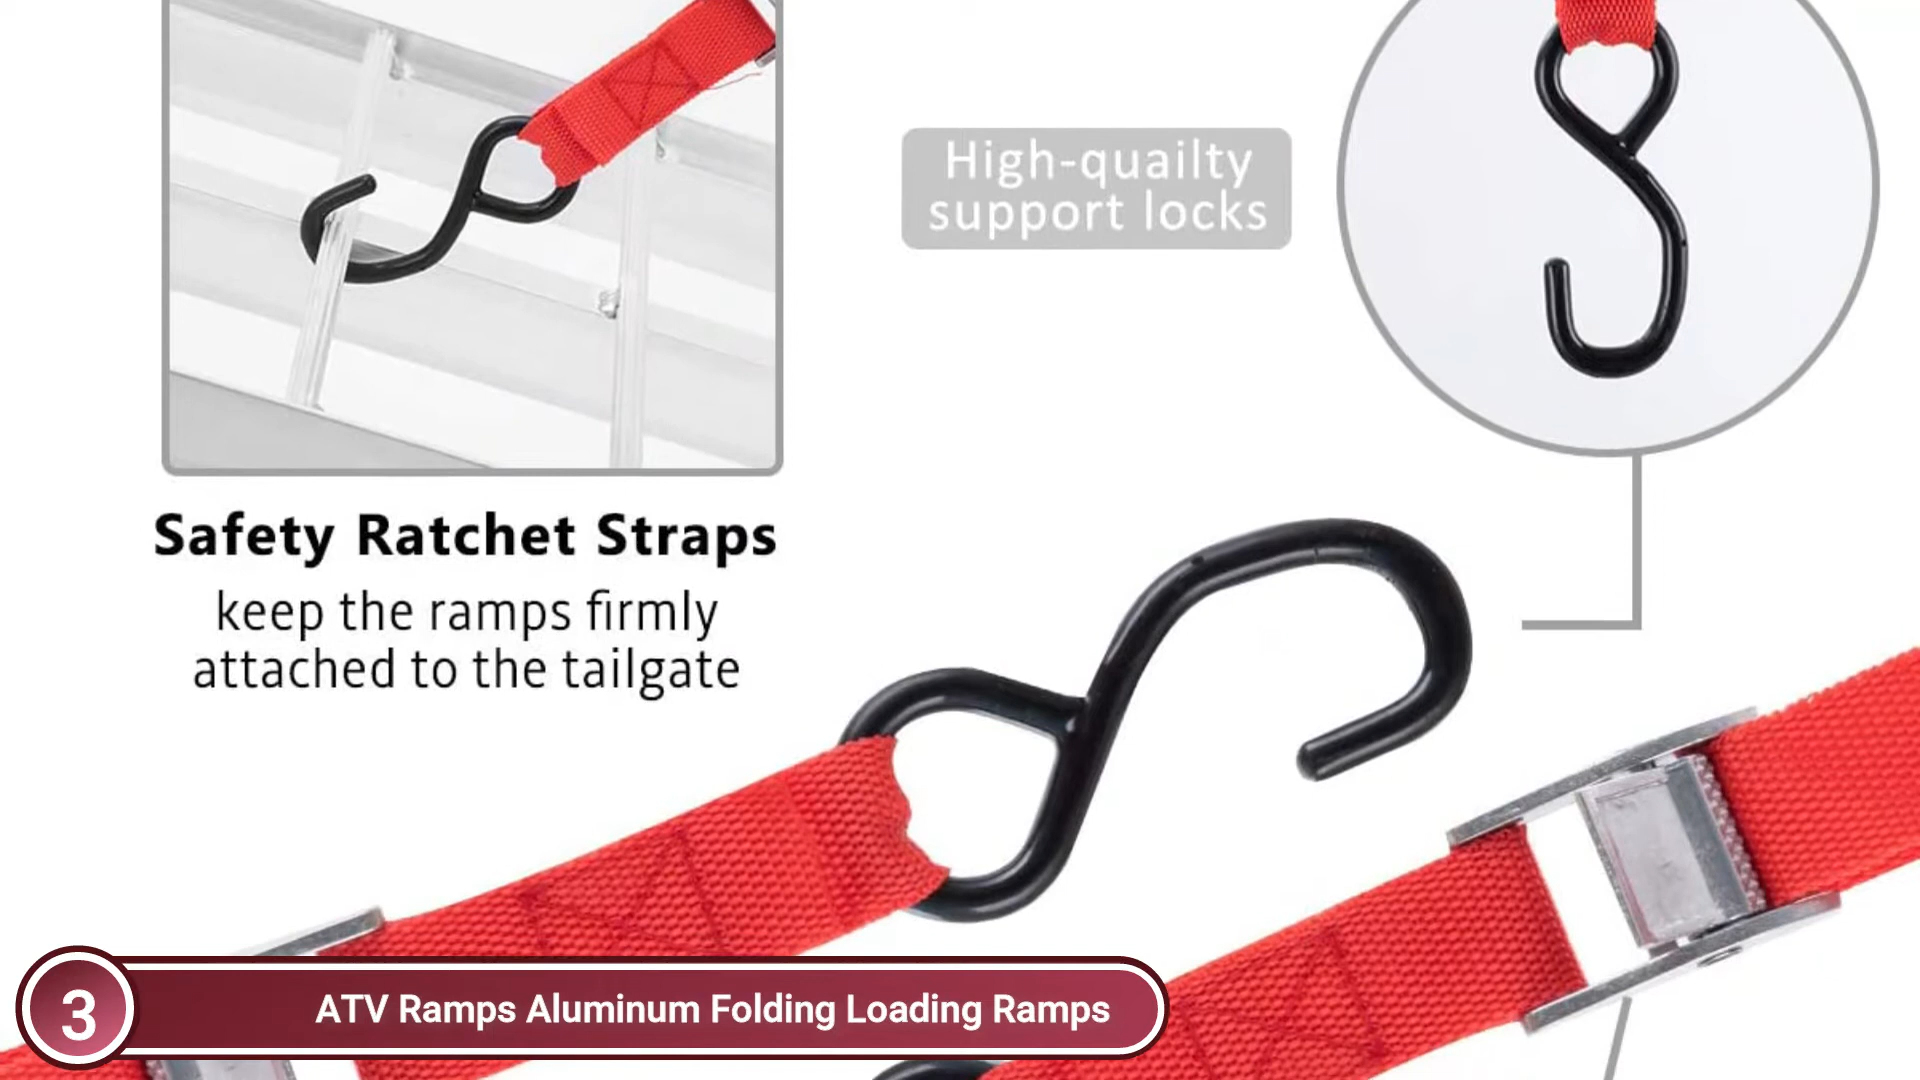 High-quailty
support locks
Safety Ratchet Straps
keep the ramps firmly
attached to the tailgate
3
ATV Ramps Aluminum Folding Loading Ramps